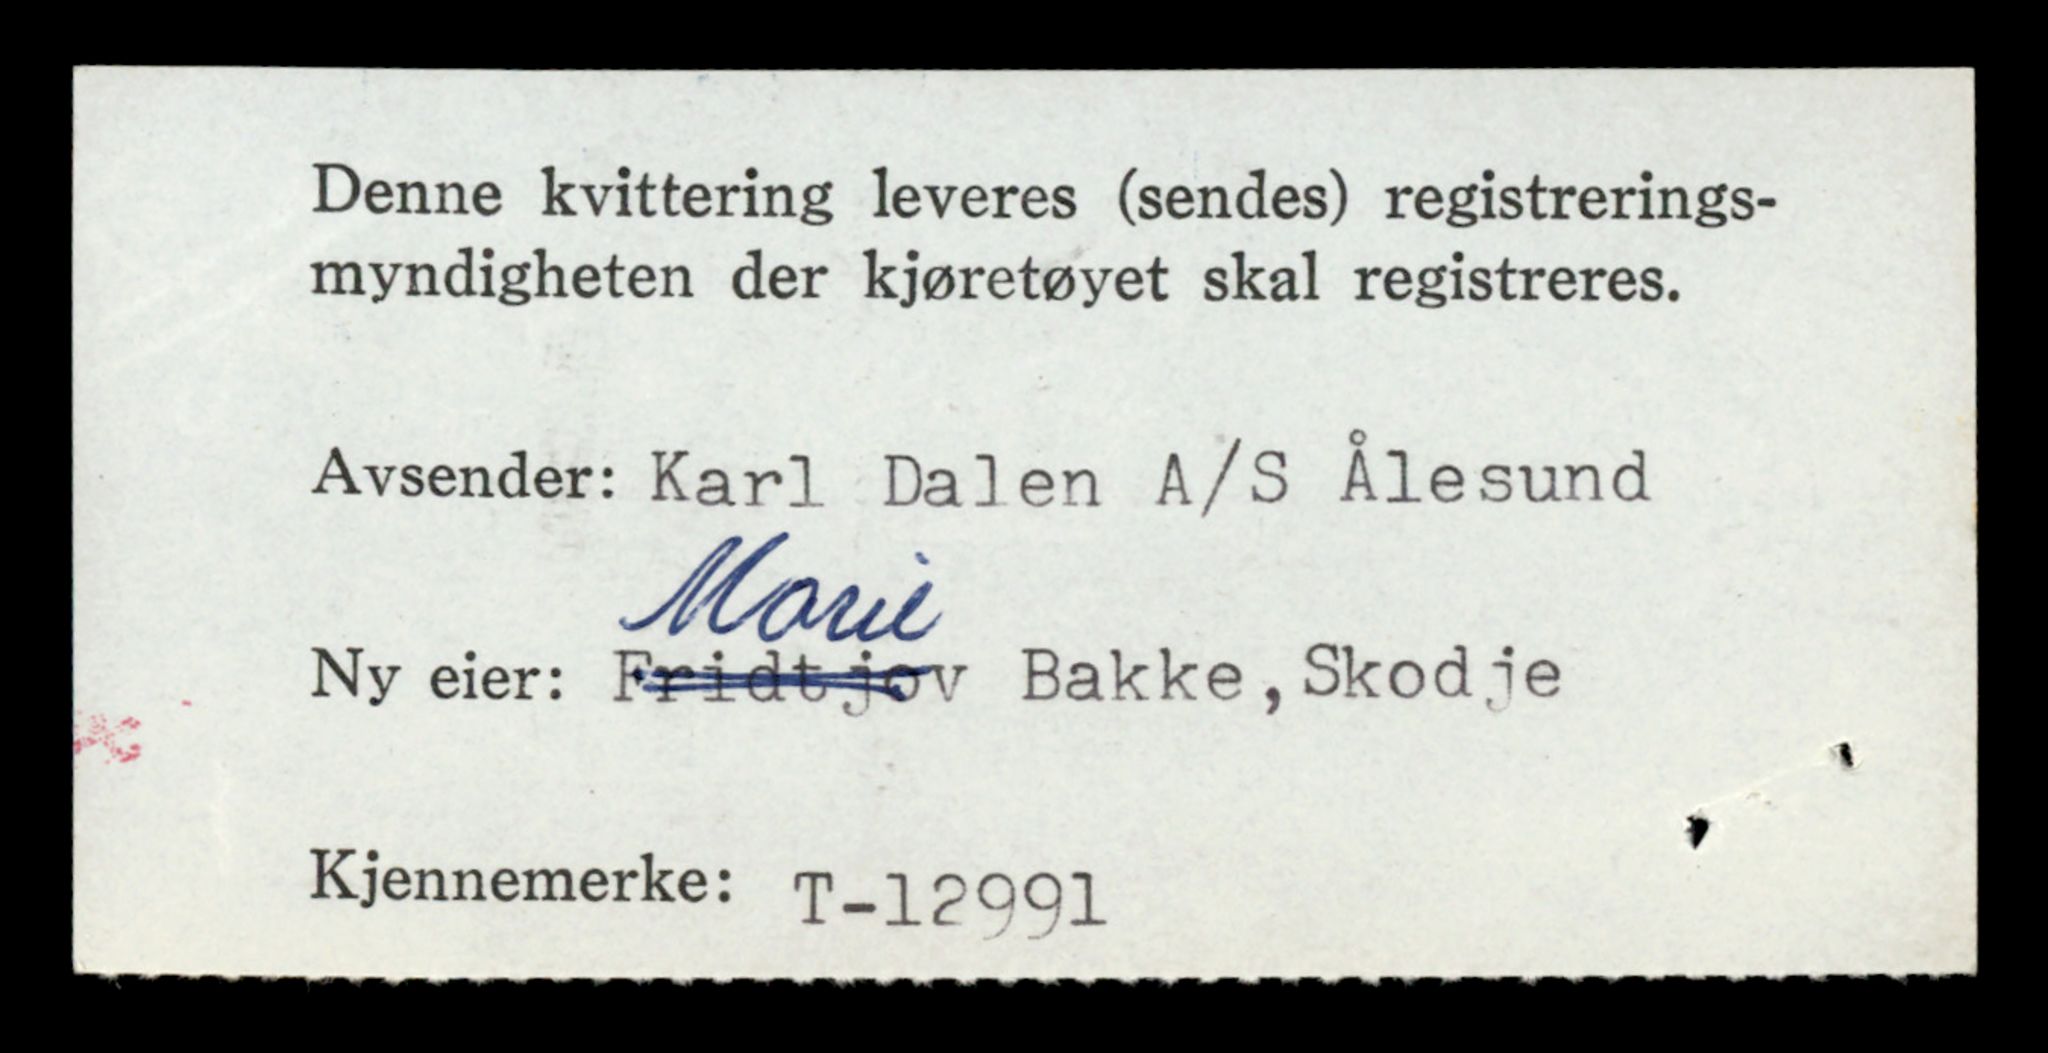 Denne kvittering leveres (sendes) registrerings-
myndigheten der kjøretøyet skal registreres.
Avsender: Karl Dalen A/S Ålesund
Marie
Ny eier: Fridtjov Bakke, Skodje
Kjennemerke: T-12991